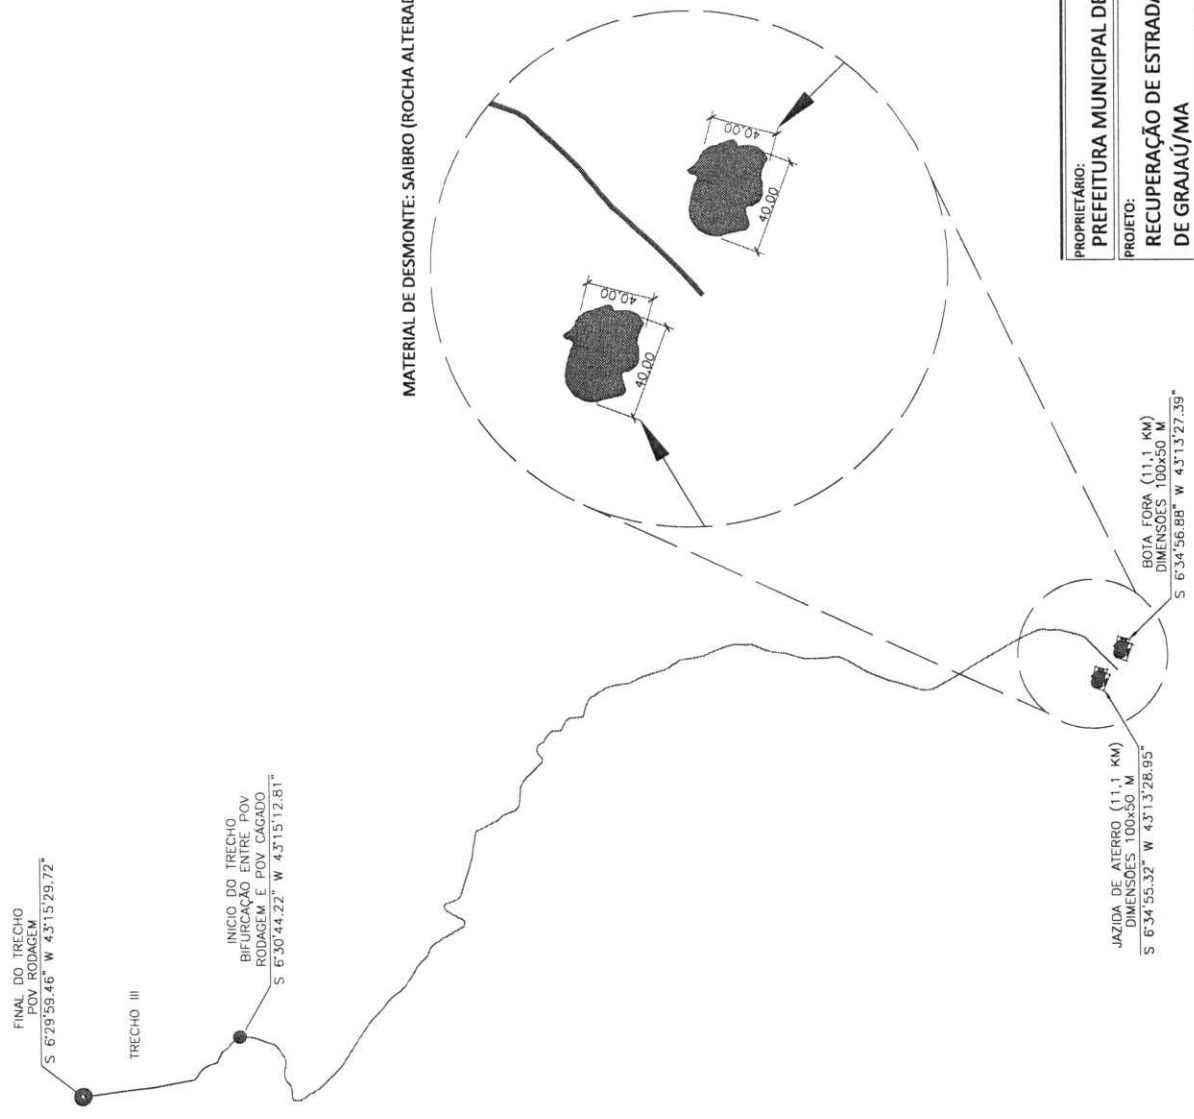 FINAL DO TRECHO
POV RODAGEM
S 6°29'59.46" W 43°15'29.72"
TRECHO III
INICIO DO TRECHO
BIFURCAÇÃO ENTRE POV
RODAGEM E POV CÁGADO
S 6°30'44.22" W 43°15'12.81"
MATERIAL DE DESMONTE: SAIBRO (ROCHA ALTERAD
40.00
40.00
40.00
40.00
JAZIDA DE ATERRO (11,1 KM)
DIMENSÕES 100x50 M
S 6°34'55.32" W 43°13'28.95"
BOTA FORA (11,1 KM)
DIMENSÕES 100x50 M
S 6°34'56.88" W 43°13'27.39"
PROPRIETÁRIO:
PREFEITURA MUNICIPAL DE
PROJETO:
RECUPERAÇÃO DE ESTRADA
DE GRAJAÚ/MA